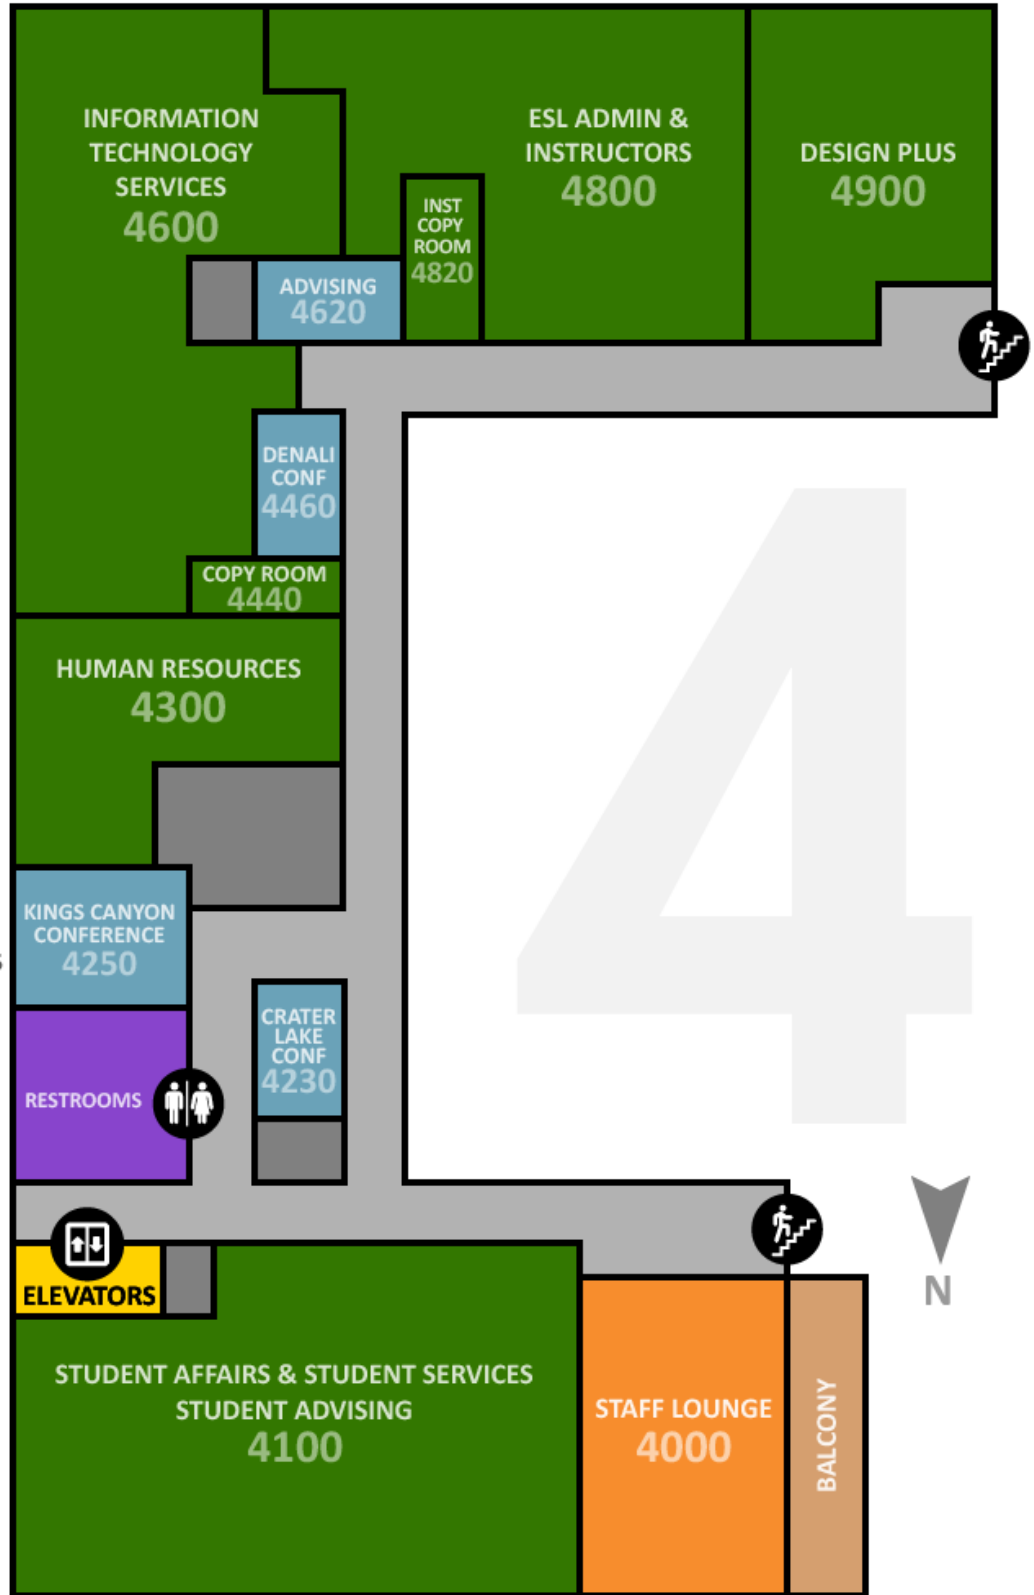 INFORMATION
TECHNOLOGY
SERVICES
4600
ESL ADMIN &
INSTRUCTORS
4800
DESIGN PLUS
4900
INST
COPY
ROOM
4820
ADVISING
4620
DENALI
CONF
4460
COPY ROOM
4440
HUMAN RESOURCES
4300
KINGS CANYON
CONFERENCE
4250
CRATER
LAKE
CONF
4230
RESTROOMS
4
N
ELEVATORS
STUDENT AFFAIRS & STUDENT SERVICES
STUDENT ADVISING
4100
STAFF LOUNGE
4000
BALCONY